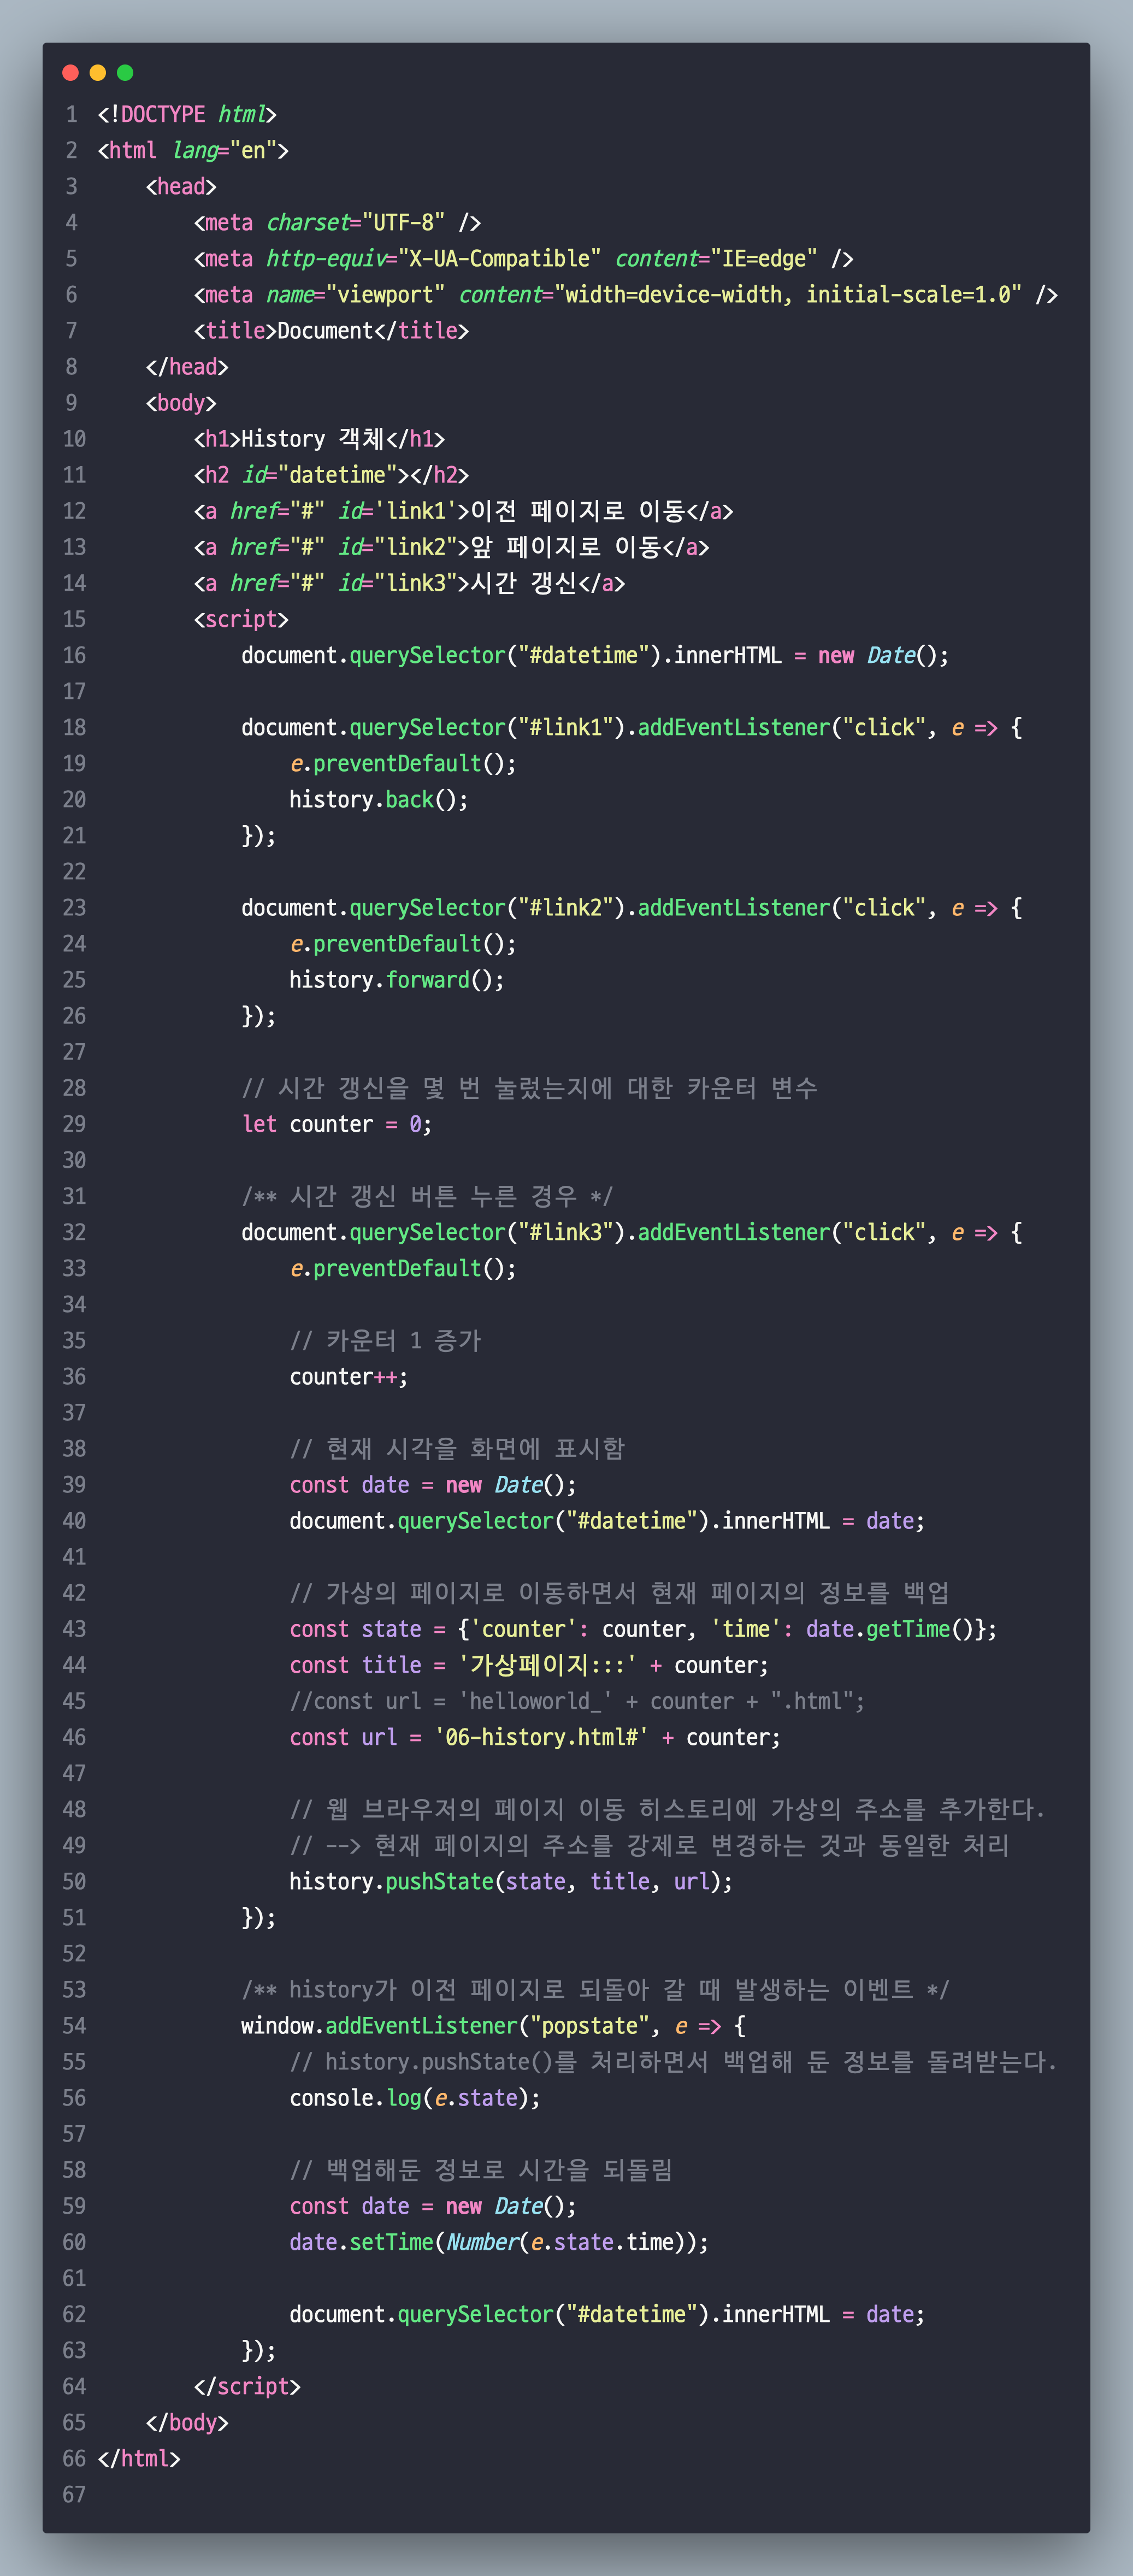 1 <!DOCTYPE html>
2 <html lang="en">
3     <head>
4         <meta charset="UTF-8" />
5         <meta http-equiv="X-UA-Compatible" content="IE=edge" />
6         <meta name="viewport" content="width=device-width, initial-scale=1.0" />
7         <title>Document</title>
8     </head>
9     <body>
10         <h1>History 객체</h1>
11         <h2 id="datetime"></h2>
12         <a href="#" id='link1'>이전 페이지로 이동</a>
13         <a href="#" id="link2">앞 페이지로 이동</a>
14         <a href="#" id="link3">시간 갱신</a>
15         <script>
16             document.querySelector("#datetime").innerHTML = new Date();
17
18             document.querySelector("#link1").addEventListener("click", e => {
19                 e.preventDefault();
20                 history.back();
21             });
22
23             document.querySelector("#link2").addEventListener("click", e => {
24                 e.preventDefault();
25                 history.forward();
26             });
27
28             // 시간 갱신을 몇 번 눌렀는지에 대한 카운터 변수
29             let counter = 0;
30
31             /** 시간 갱신 버튼 누른 경우 */
32             document.querySelector("#link3").addEventListener("click", e => {
33                 e.preventDefault();
34
35                 // 카운터 1 증가
36                 counter++;
37
38                 // 현재 시각을 화면에 표시함
39                 const date = new Date();
40                 document.querySelector("#datetime").innerHTML = date;
41
42                 // 가상의 페이지로 이동하면서 현재 페이지의 정보를 백업
43                 const state = {'counter': counter, 'time': date.getTime()};
44                 const title = '가상페이지:::' + counter;
45                 //const url = 'helloworld_' + counter + ".html";
46                 const url = '06-history.html#' + counter;
47
48                 // 웹 브라우저의 페이지 이동 히스토리에 가상의 주소를 추가한다.
49                 // --> 현재 페이지의 주소를 강제로 변경하는 것과 동일한 처리
50                 history.pushState(state, title, url);
51             });
52
53             /** history가 이전 페이지로 되돌아 갈 때 발생하는 이벤트 */
54             window.addEventListener("popstate", e => {
55                 // history.pushState()를 처리하면서 백업해 둔 정보를 돌려받는다.
56                 console.log(e.state);
57
58                 // 백업해둔 정보로 시간을 되돌림
59                 const date = new Date();
60                 date.setTime(Number(e.state.time));
61
62                 document.querySelector("#datetime").innerHTML = date;
63             });
64         </script>
65     </body>
66 </html>
67